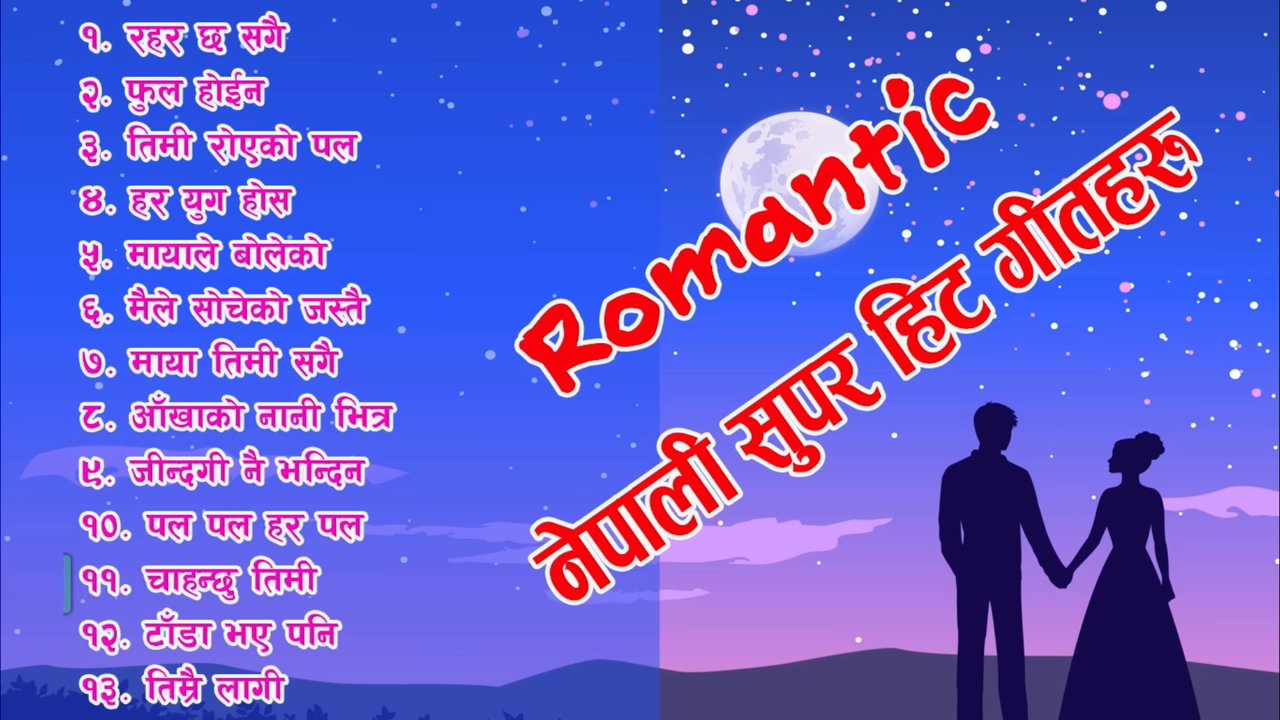 १. रहर छ सगै
२. फुल होईन
३. तिमी रोएको पल
४. हर युग होस
५. मायाले बोलेको
६. मैले सोचेको जस्तै
७. माया तिमी सगै
८. आँखाको नानी भित्र
९. जीन्दगी नै भन्दिन
१०. पल पल हर पल
११. चाहन्छु तिमी
१२. टाँडा भए पनि
१३. तिम्रै लागी
Romantic
नेपाली सुपर हिट गीतहरु